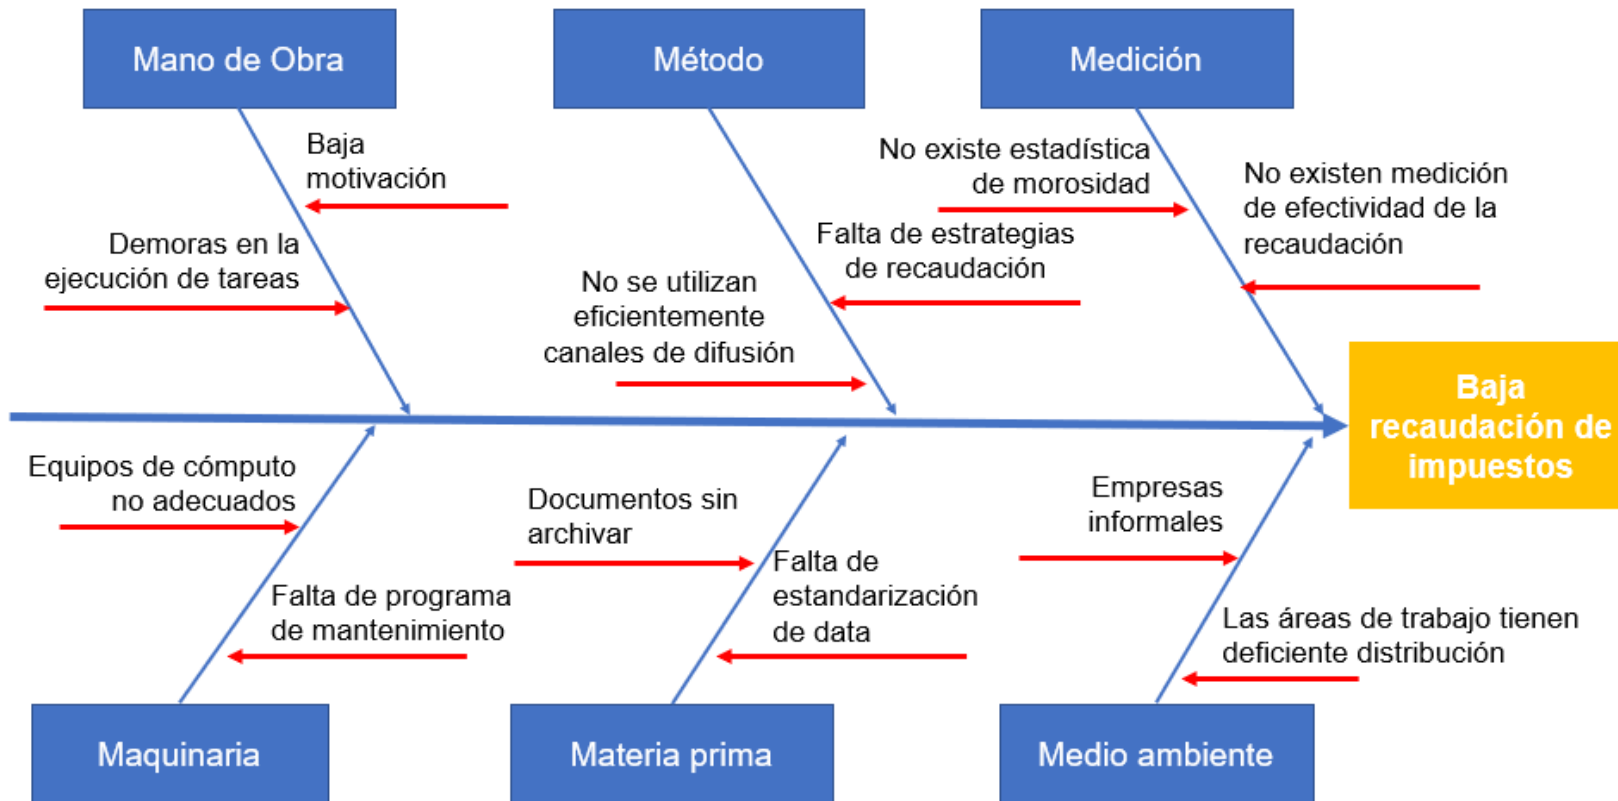 Mano de Obra
Método
Medición
Baja
motivación
Demoras en la
ejecución de tareas
No se utilizan
eficientemente
canales de difusión
Falta de estrategias
de recaudación
No existe estadística
de morosidad
No existen medición
de efectividad de la
recaudación
Baja
recaudación de
impuestos
Equipos de cómputo
no adecuados
Falta de programa
de mantenimiento
Documentos sin
archivar
Falta de
estandarización
de data
Empresas
informales
Las áreas de trabajo tienen
deficiente distribución
Maquinaria
Materia prima
Medio ambiente